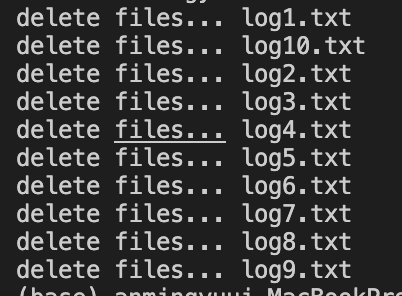 delete files... log1.txt
delete files... log10.txt
delete files... log2.txt
delete files... log3.txt
delete files... log4.txt
delete files... log5.txt
delete files... log6.txt
delete files... log7.txt
delete files... log8.txt
delete files... log9.txt